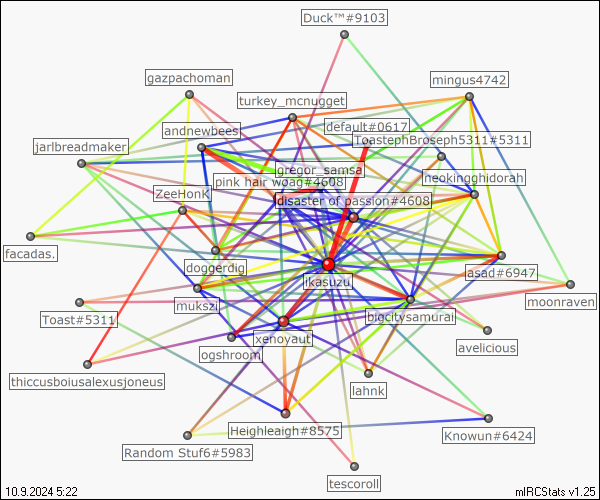 Duck™#9103
gazpachoman
mingus4742
turkey_mcnugget
default#0617
andnewbees
ToastephBroseph5311#5311
jarlbreadmaker
gregor_samsa
heokingghidorah
pink hair woag#4608
ZeeHonk
disaster of passion#4608
facadas.
doggerdig
asad#6947
ikasuzu
moonraven
mukszi
bigcitysamurai
Toast#5311
xenoyaut
avelicious
ogshroom
thiccusboiusalexusjoneus
lahnk
Heighleaigh#8575
Knowun#6424
Random Stuf6#5983
tescoroll
10.9.2024 5:22
mIRCStats v1.25